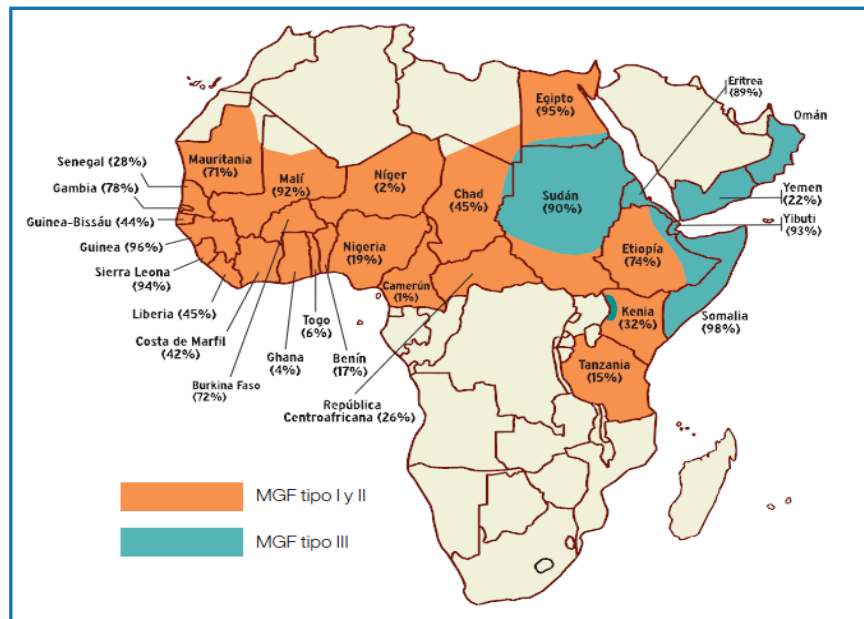 Eritrea
(89%)
Egipto
(95%)
Omán
Senegal (28%)
Mauritania
(71%)
Malí
(92%)
Níger
(2%)
Chad
(45%)
Sudán
(90%)
Yemen
(22%)
Gambia (78%)
Yibuti
(93%)
Guinea-Bissáu (44%)
Guinea (96%)
Nigeria
(19%)
Etiopía
(74%)
Sierra Leona
(94%)
Camerún
(1%)
Kenia
(32%)
Somalia
(98%)
Liberia (45%)
Togo
(6%)
Costa de Marfil
(42%)
Ghana
(4%)
Benín
(17%)
Tanzania
(15%)
Burkina Faso
(72%)
República
Centroafricana (26%)
MGF tipo I y II
MGF tipo III